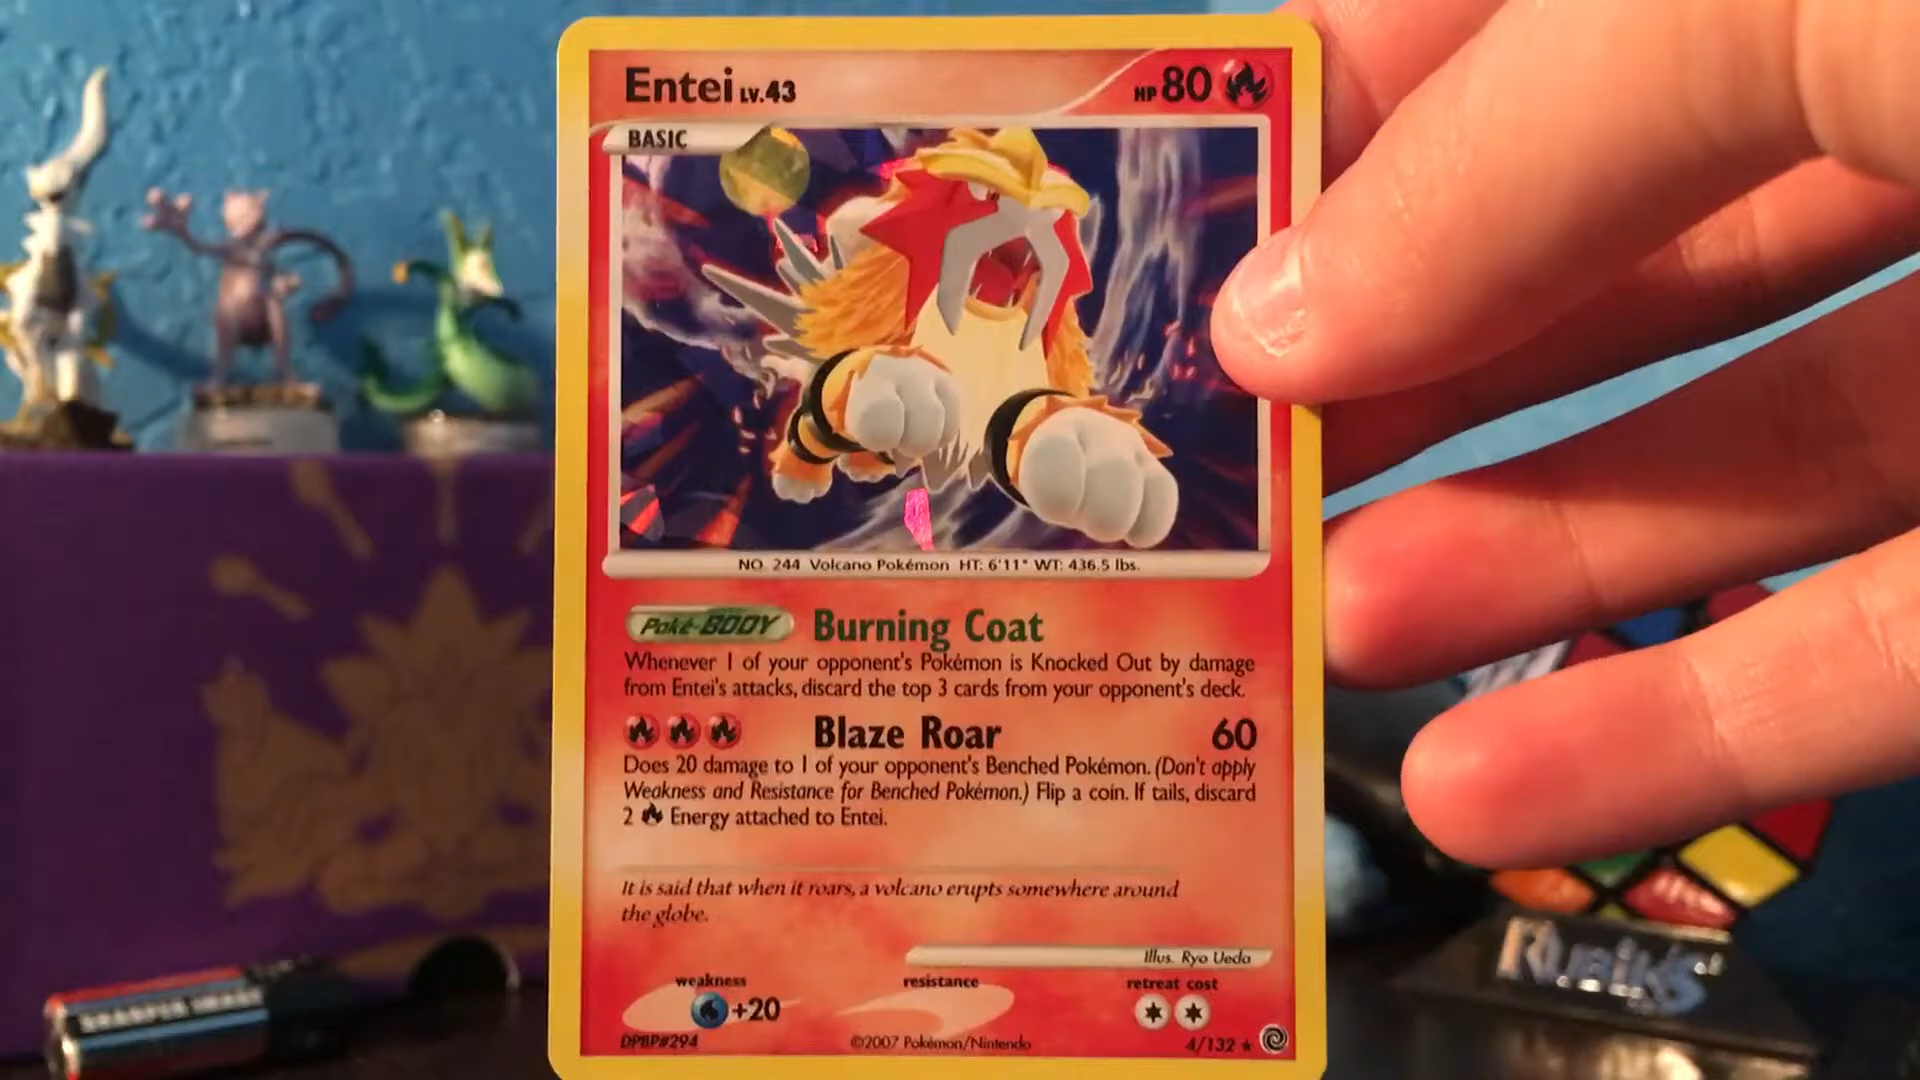 Entei LV.43
HP 80
BASIC
NO. 244 Volcano Pokémon HT: 6'11" WT: 436.5 lbs.
Poké-BODY Burning Coat
Whenever 1 of your opponent's Pokémon is Knocked Out by damage
from Entei's attacks, discard the top 3 cards from your opponent's deck.
Blaze Roar 60
Does 20 damage to 1 of your opponent's Benched Pokémon. (Don't apply
Weakness and Resistance for Benched Pokémon.) Flip a coin. If tails, discard
2 Energy attached to Entei.
It is said that when it roars, a volcano erupts somewhere around
the globe.
Illus. Ryo Ueda
weakness resistance retreat cost
+20
DPBP#294 ©2007 Pokémon/Nintendo 4/132
SHARPER IMAGE
RUBIK'S